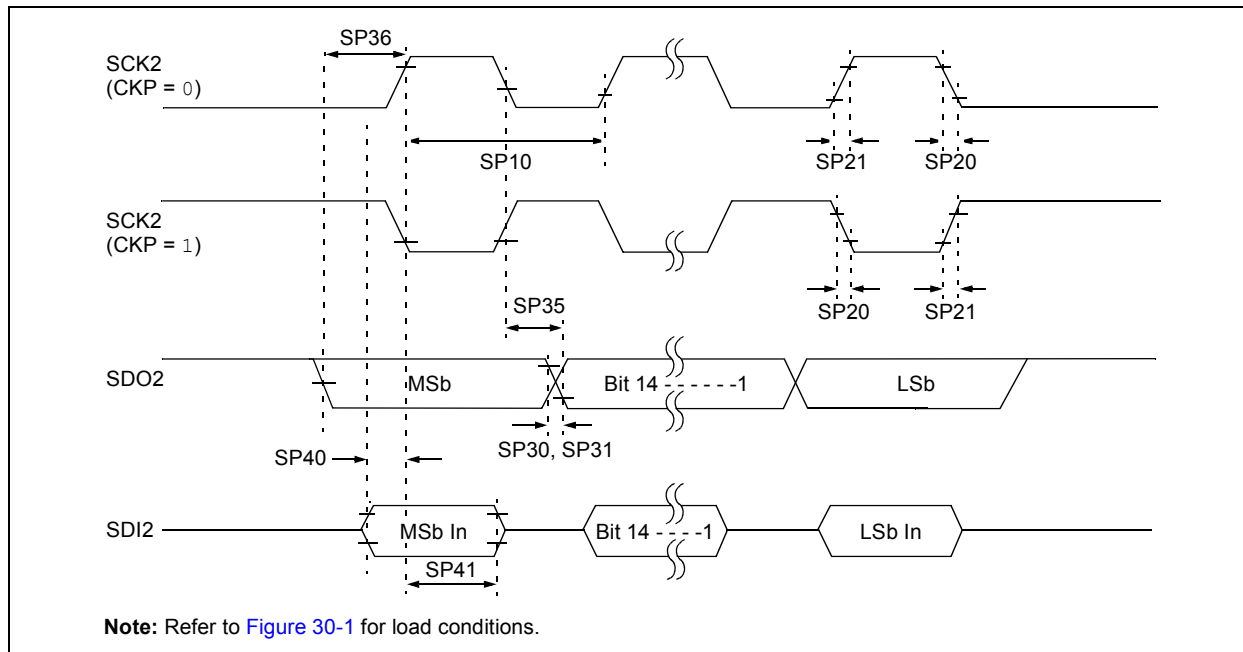 SP36
SCK2
(CKP = 0)
SP10
SP21
SP20
SCK2
(CKP = 1)
SP35
SP20
SP21
SDO2
MSb
Bit 14 - - - - - -1
LSb
SP30, SP31
SP40
SDI2
MSb In
Bit 14 - - - -1
LSb In
SP41
Note: Refer to Figure 30-1 for load conditions.